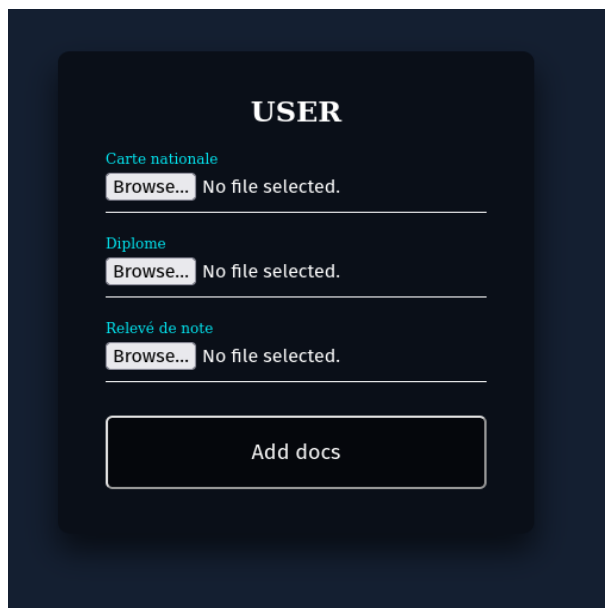 USER
Carte nationale
Browse... No file selected.
Diplome
Browse... No file selected.
Relevé de note
Browse... No file selected.
Add docs